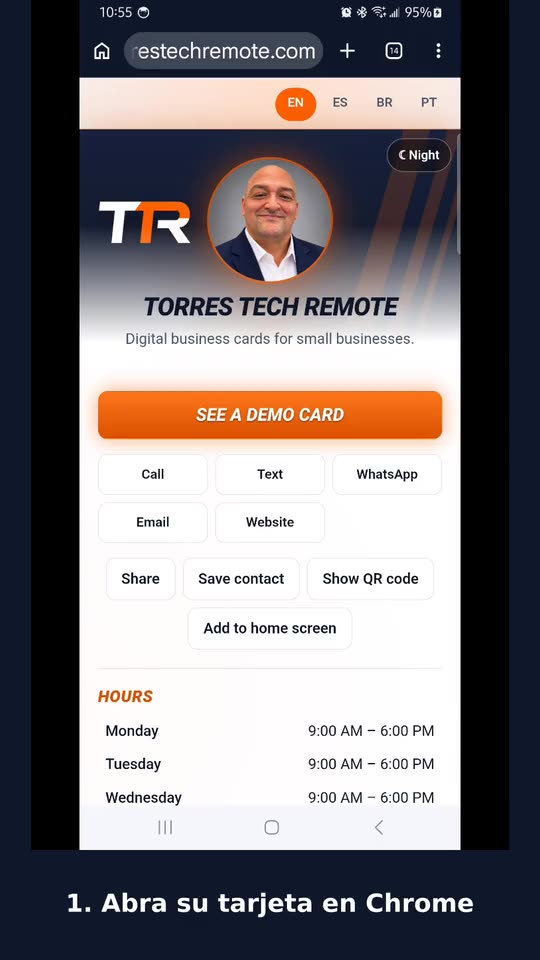 10:55
95%
restechremote.com
14
EN ES BR PT
Night
TTR
TORRES TECH REMOTE
Digital business cards for small businesses.
SEE A DEMO CARD
Call Text WhatsApp
Email Website
Share Save contact Show QR code
Add to home screen
HOURS
Monday 9:00 AM – 6:00 PM
Tuesday 9:00 AM – 6:00 PM
Wednesday 9:00 AM – 6:00 PM
1. Abra su tarjeta en Chrome